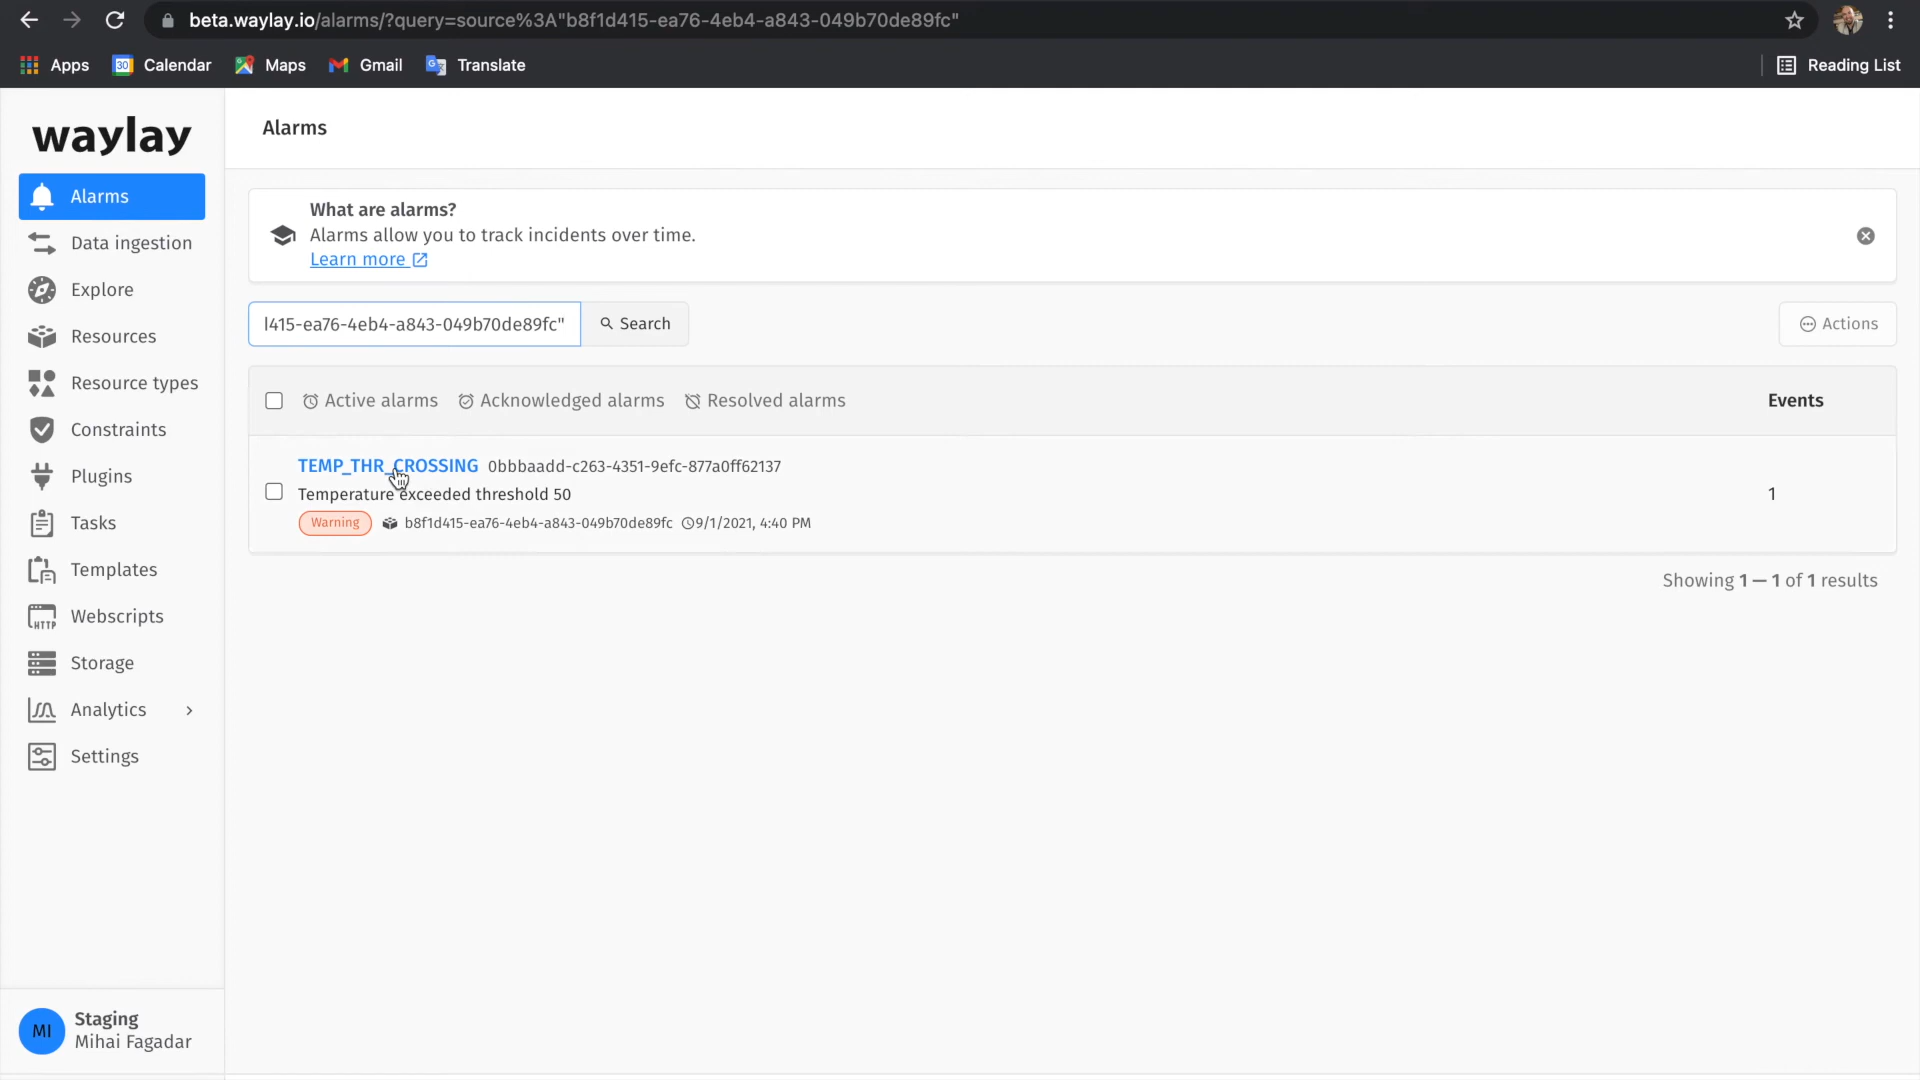 beta.waylay.io/alarms/?query=source%3A"b8f1d415-ea76-4eb4-a843-049b70de89fc"
Apps
30 Calendar
Maps
Gmail
Translate
Reading List
waylay
Alarms
Data ingestion
Explore
Resources
Resource types
Constraints
Plugins
Tasks
Templates
HTTP Webscripts
Storage
Analytics
Settings
MI
Staging
Mihai Fagadar
Alarms
What are alarms?
Alarms allow you to track incidents over time.
Learn more
l415-ea76-4eb4-a843-049b70de89fc"
Search
Actions
Active alarms
Acknowledged alarms
Resolved alarms
Events
TEMP_THR_CROSSING 0bbbaadd-c263-4351-9efc-877a0ff62137
Temperature exceeded threshold 50
Warning b8f1d415-ea76-4eb4-a843-049b70de89fc 9/1/2021, 4:40 PM
1
Showing 1 — 1 of 1 results